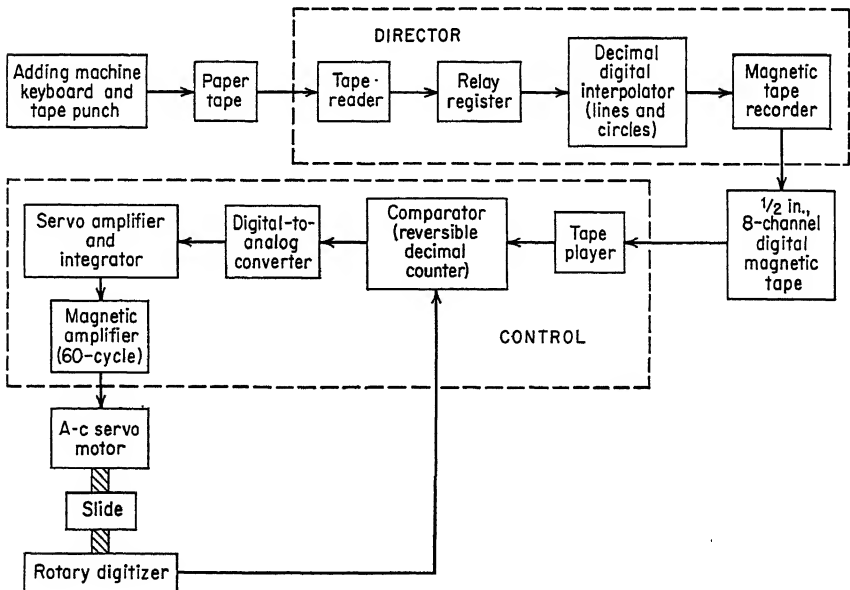 DIRECTOR
Adding machine
keyboard and
tape punch
Paper
tape
Tape-
reader
Relay
register
Decimal
digital
interpolator
(lines and
circles)
Magnetic
tape
recorder
1/2 in.,
8-channel
digital
magnetic
tape
Tape
player
Comparator
(reversible
decimal
counter)
Digital-to-
analog
converter
Servo amplifier
and
integrator
Magnetic
amplifier
(60-cycle)
CONTROL
A-c servo
motor
Slide
Rotary digitizer